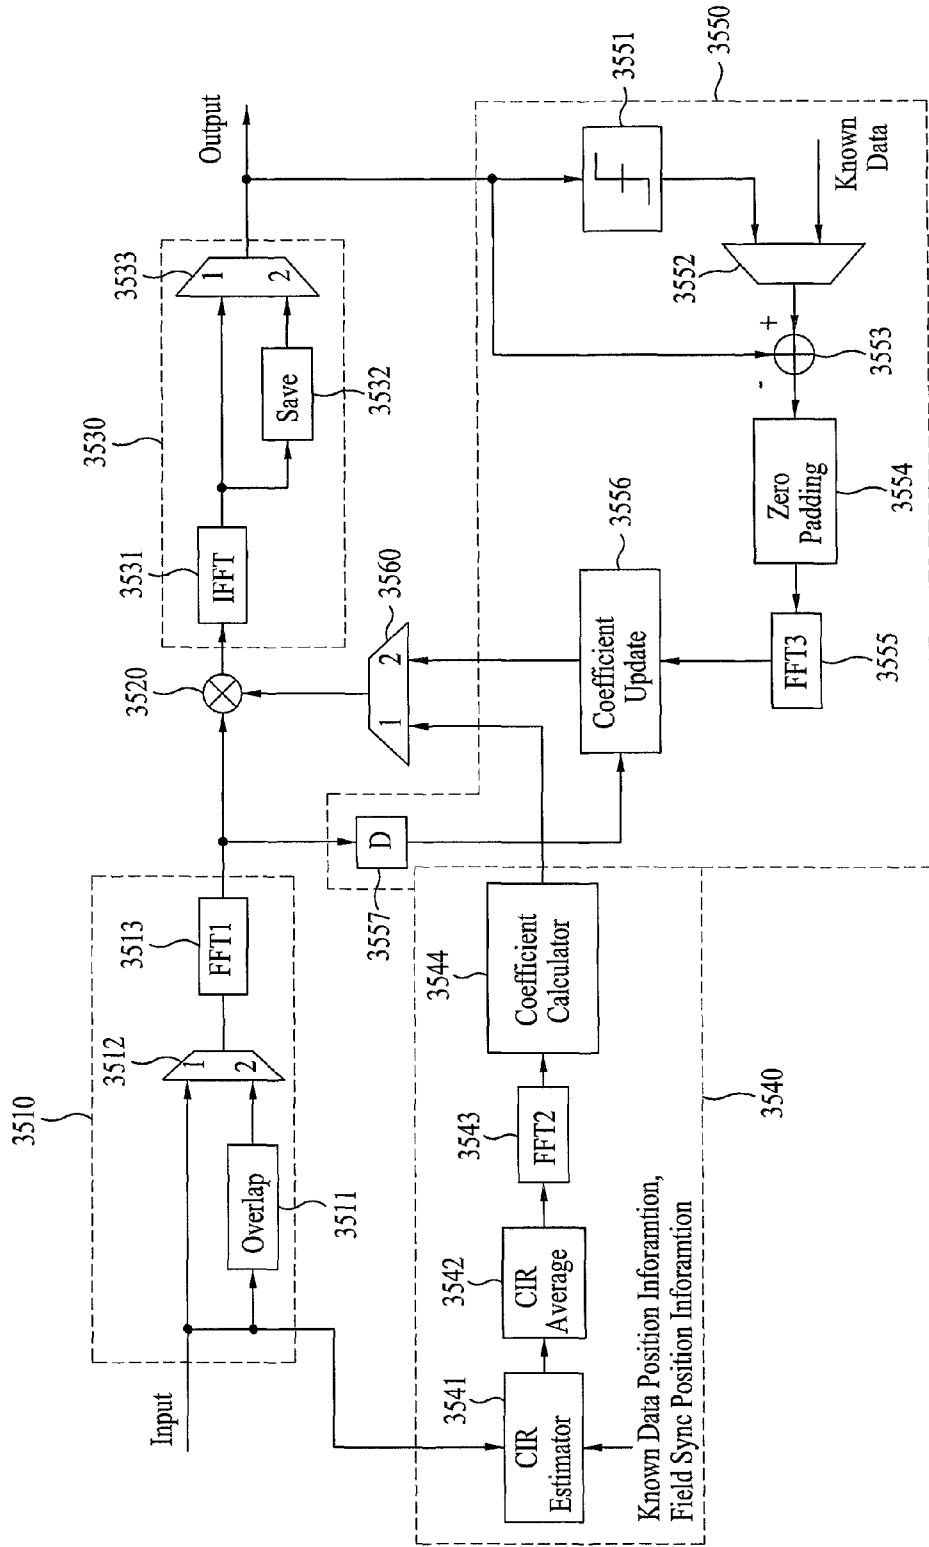 3510
3512
3513
1
2
FFT1
Input
Overlap
3511
3520
3530
3531
IFFT
3533
1
2
Save
3532
Output
3557
D
3560
1
2
3550
3551
3552
Known
Data
+
-
3553
Zero
Padding
3554
FFT3
3555
3556
Coefficient
Update
3540
3541
CIR
Estimator
3542
CIR
Average
3543
FFT2
3544
Coefficient
Calculator
Known Data Position Inforamtion,
Field Sync Position Inforamtion